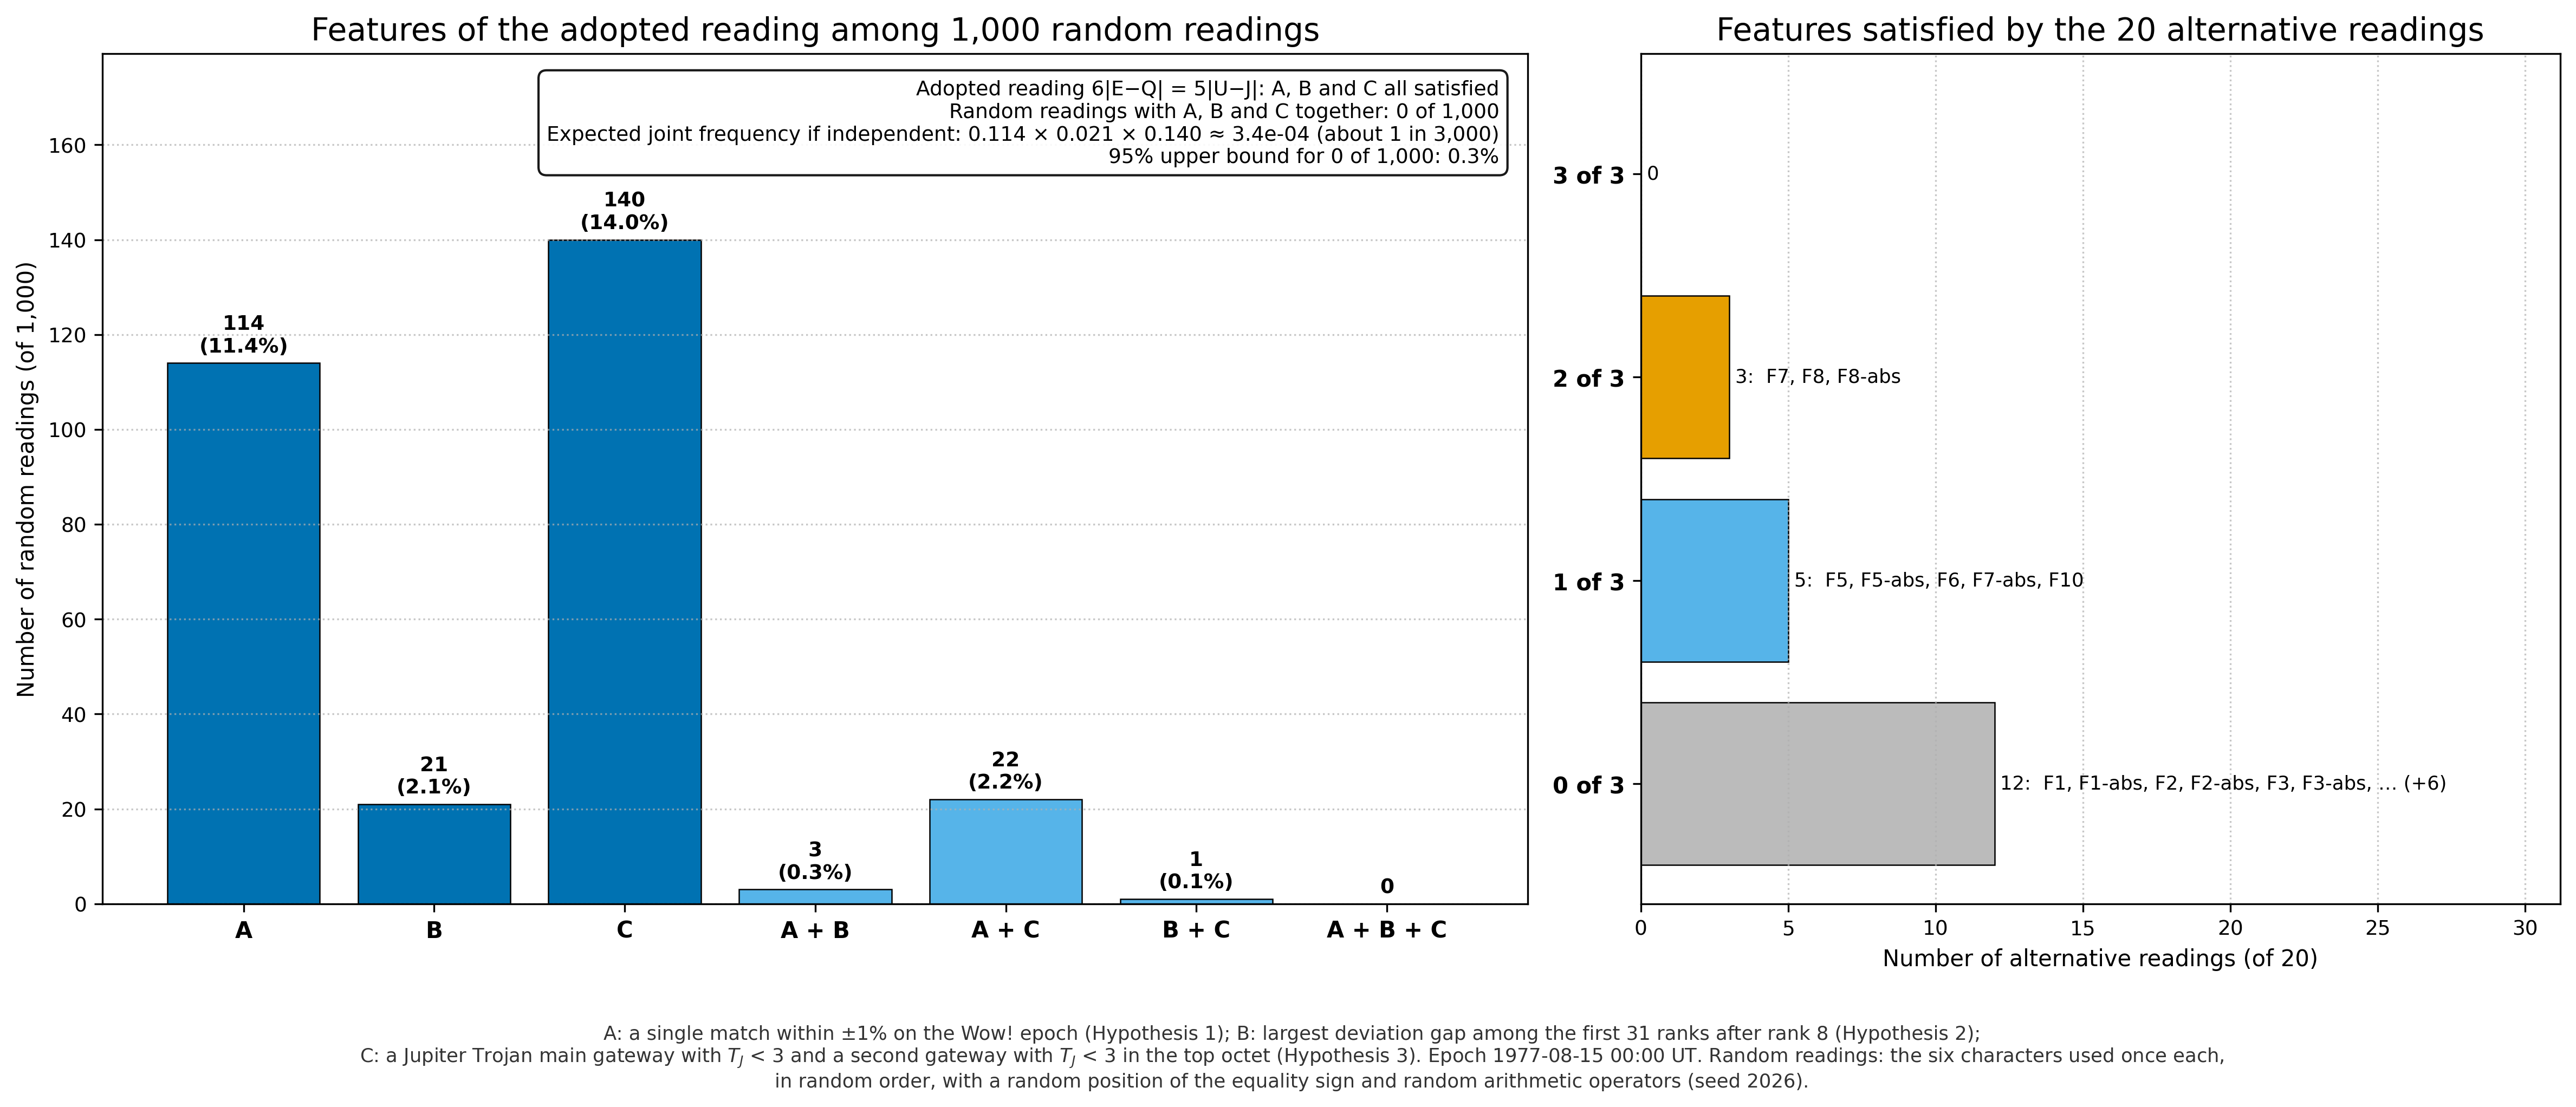 Features of the adopted reading among 1,000 random readings
Adopted reading 6|E−Q| = 5|U−J|: A, B and C all satisfied
Random readings with A, B and C together: 0 of 1,000
Expected joint frequency if independent: 0.114 × 0.021 × 0.140 ≈ 3.4e-04 (about 1 in 3,000)
95% upper bound for 0 of 1,000: 0.3%
Number of random readings (of 1,000)
160
140
120
100
80
60
40
20
0
114
(11.4%)
21
(2.1%)
140
(14.0%)
3
(0.3%)
22
(2.2%)
1
(0.1%)
0
A
B
C
A + B
A + C
B + C
A + B + C
Features satisfied by the 20 alternative readings
3 of 3
0
2 of 3
3: F7, F8, F8-abs
1 of 3
5: F5, F5-abs, F6, F7-abs, F10
0 of 3
12: F1, F1-abs, F2, F2-abs, F3, F3-abs, ... (+6)
0
5
10
15
20
25
30
Number of alternative readings (of 20)
A: a single match within ±1% on the Wow! epoch (Hypothesis 1); B: largest deviation gap among the first 31 ranks after rank 8 (Hypothesis 2);
C: a Jupiter Trojan main gateway with T_J < 3 and a second gateway with T_J < 3 in the top octet (Hypothesis 3). Epoch 1977-08-15 00:00 UT. Random readings: the six characters used once each,
in random order, with a random position of the equality sign and random arithmetic operators (seed 2026).